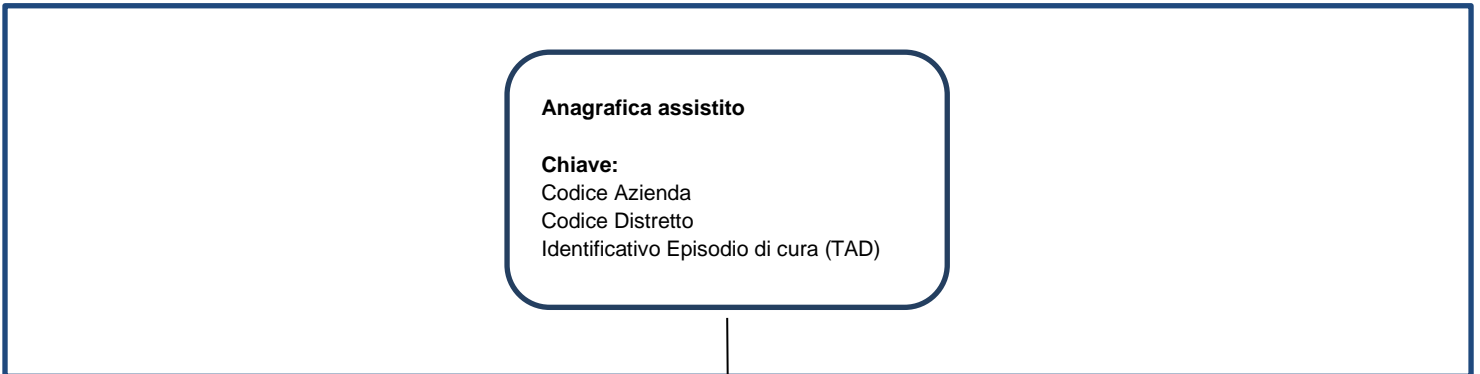 Anagrafica assistito
Chiave:
Codice Azienda
Codice Distretto
Identificativo Episodio di cura (TAD)